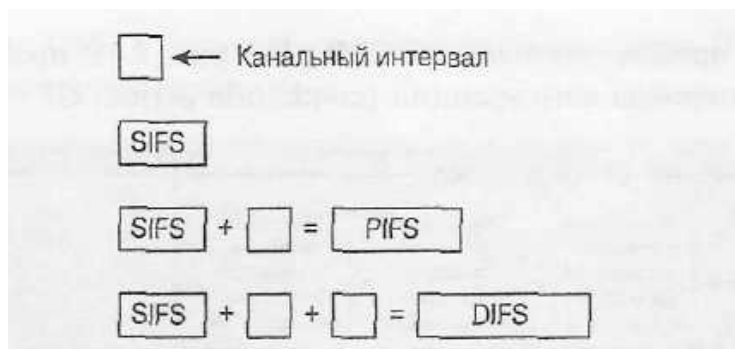 Канальный интервал
SIFS
SIFS + = PIFS
SIFS + + = DIFS